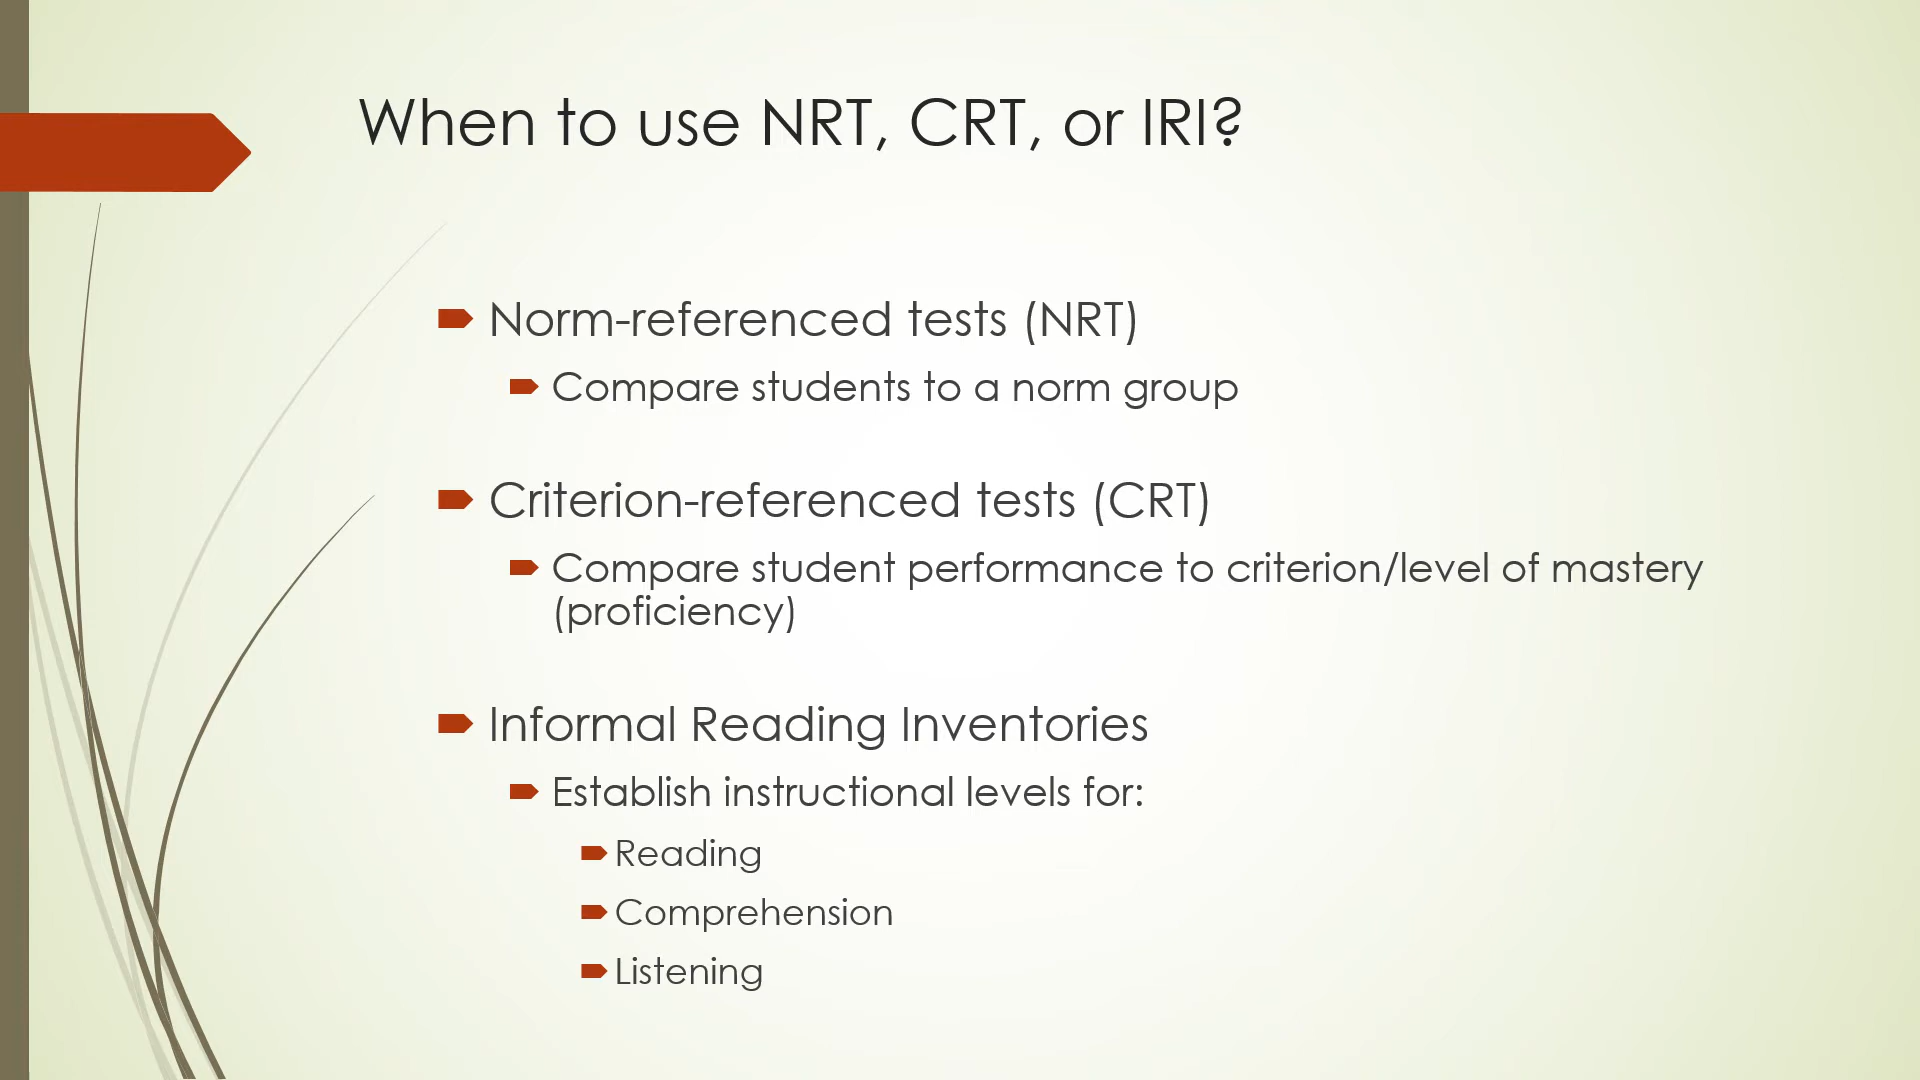 When to use NRT, CRT, or IRI?
Norm-referenced tests (NRT)
Compare students to a norm group
Criterion-referenced tests (CRT)
Compare student performance to criterion/level of mastery
(proficiency)
Informal Reading Inventories
Establish instructional levels for:
Reading
Comprehension
Listening